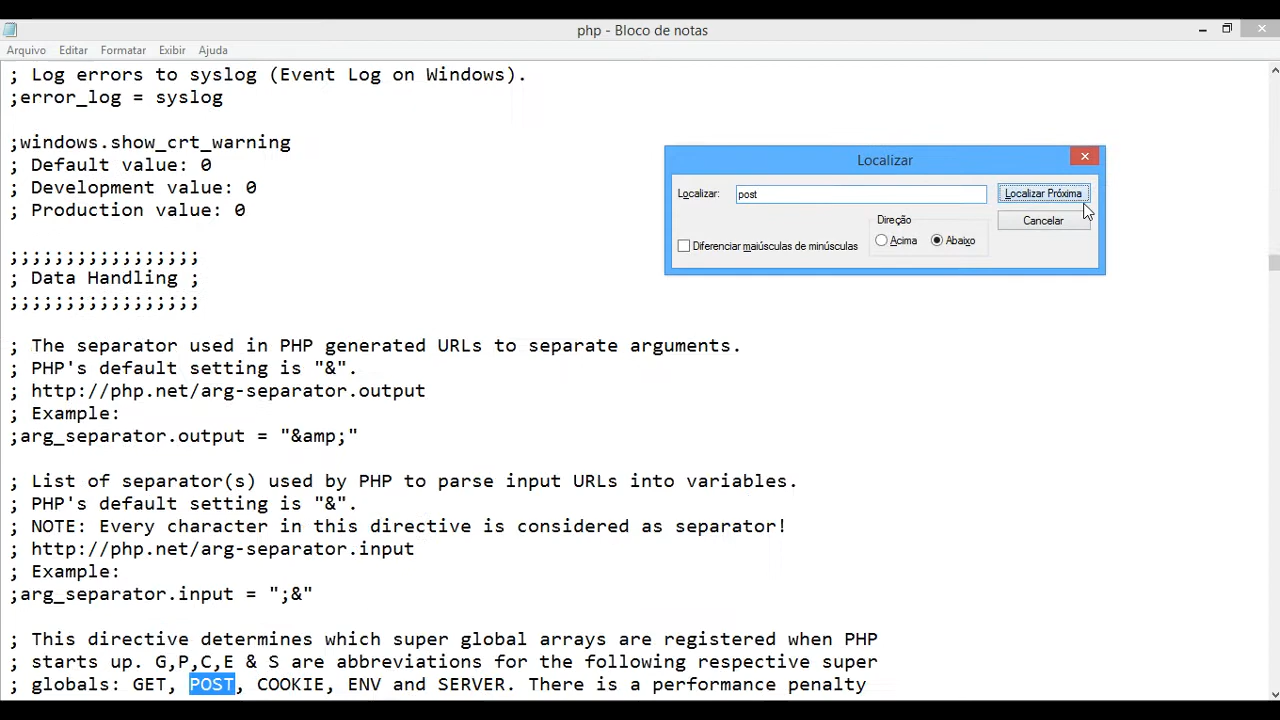 php - Bloco de notas
Arquivo Editar Formatar Exibir Ajuda
; Log errors to syslog (Event Log on Windows).
;error_log = syslog
;windows.show_crt_warning
; Default value: 0
; Development value: 0
; Production value: 0
;;;;;;;;;;;;;;;;;
; Data Handling ;
;;;;;;;;;;;;;;;;;
; The separator used in PHP generated URLs to separate arguments.
; PHP's default setting is "&".
; http://php.net/arg-separator.output
; Example:
;arg_separator.output = "&amp;"
; List of separator(s) used by PHP to parse input URLs into variables.
; PHP's default setting is "&".
; NOTE: Every character in this directive is considered as separator!
; http://php.net/arg-separator.input
; Example:
;arg_separator.input = ";&"
; This directive determines which super global arrays are registered when PHP
; starts up. G,P,C,E & S are abbreviations for the following respective super
; globals: GET, POST, COOKIE, ENV and SERVER. There is a performance penalty
Localizar
Localizar: post Localizar Próxima
Direção Cancelar
Diferenciar maiúsculas de minúsculas Acima Abaixo